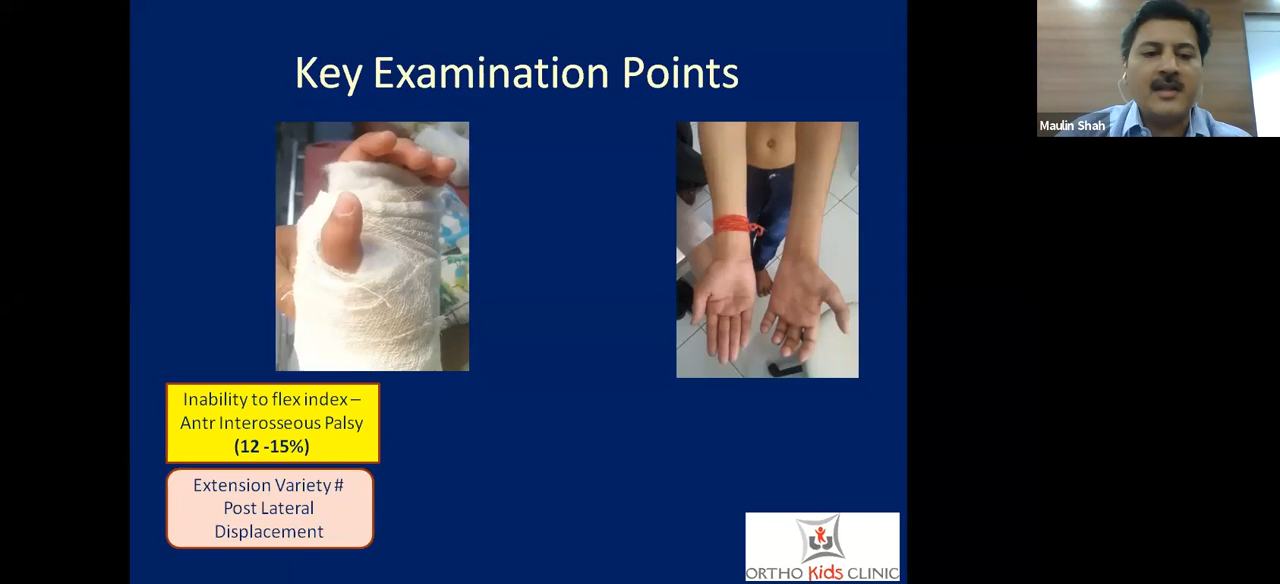 Key Examination Points
Maulin Shah
Inability to flex index –
Antr Interosseous Palsy
(12 -15%)
Extension Variety #
Post Lateral
Displacement
ORTHO Kids CLINIC